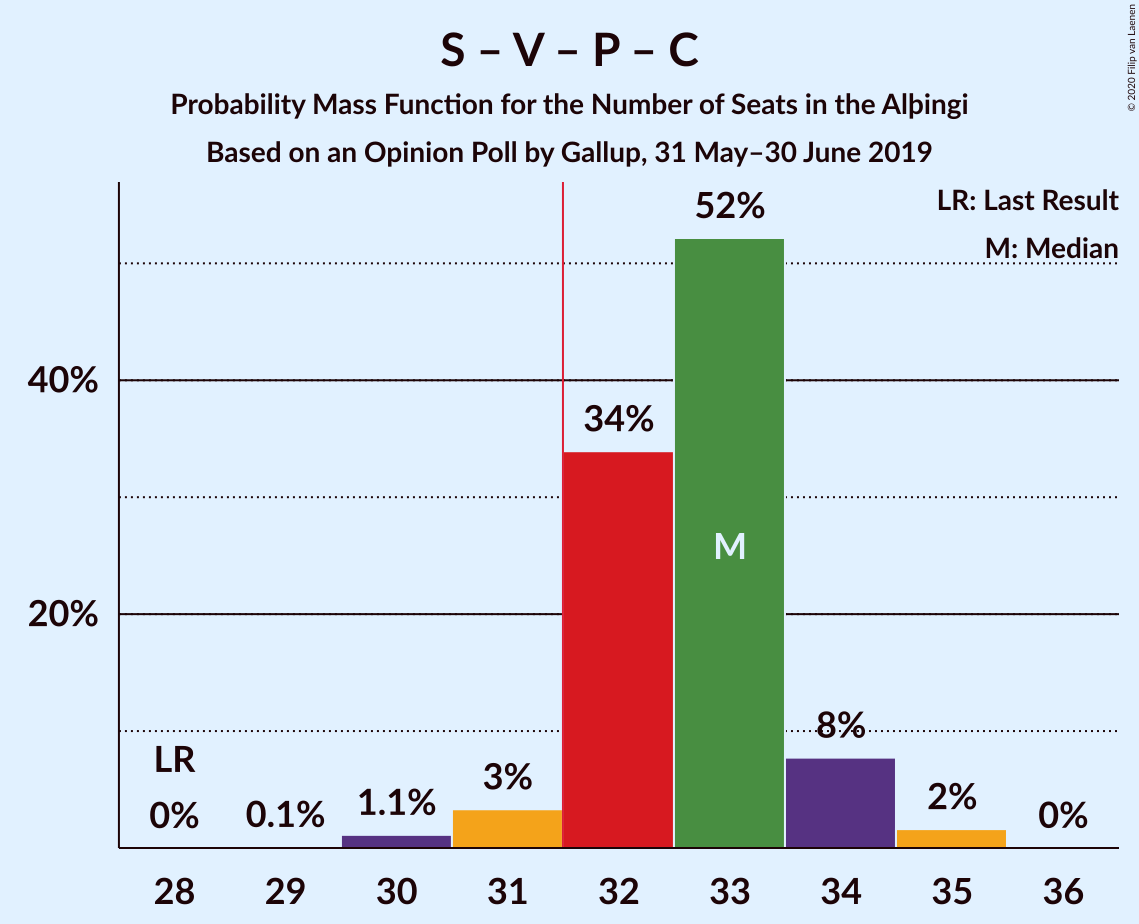 S – V – P – C
Probability Mass Function for the Number of Seats in the Alþingi
Based on an Opinion Poll by Gallup, 31 May–30 June 2019
© 2020 Filip van Laenen
LR: Last Result
M: Median
52%
40%
34%
M
20%
8%
LR
3%
2%
1.1%
0%
0.1%
0%
28
29
30
31
32
33
34
35
36